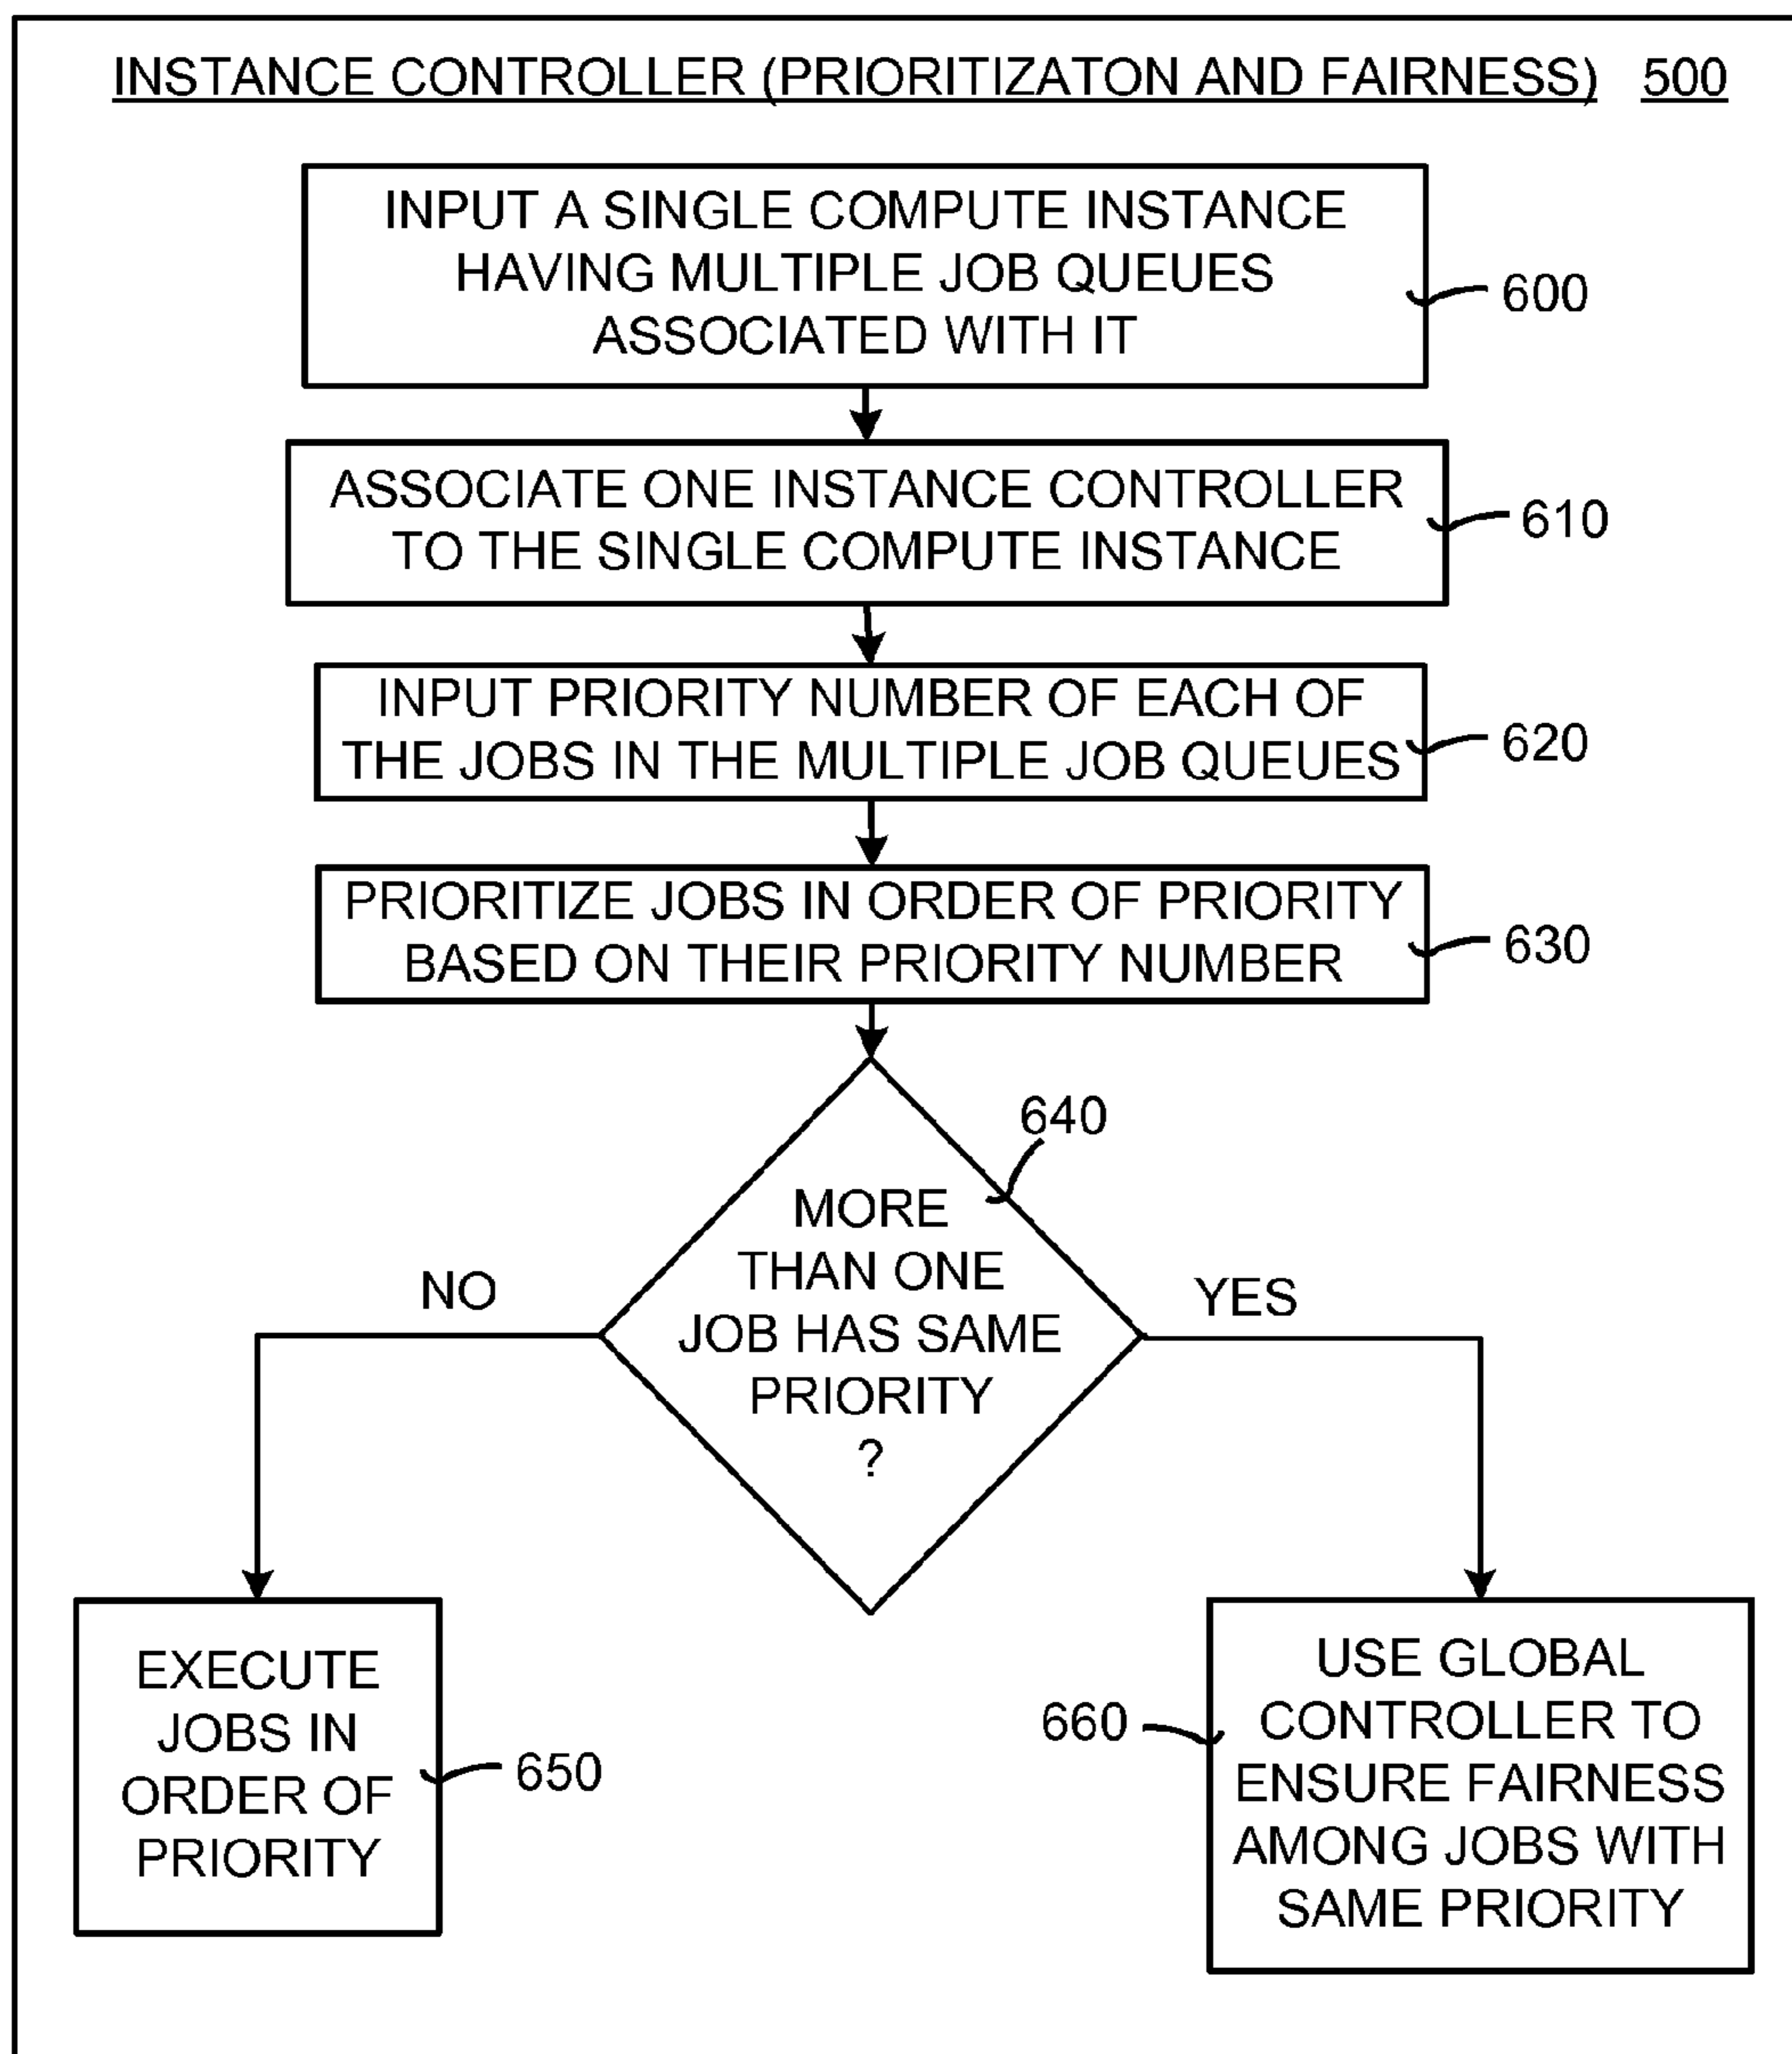 INSTANCE CONTROLLER (PRIORITIZATON AND FAIRNESS) 500
INPUT A SINGLE COMPUTE INSTANCE
HAVING MULTIPLE JOB QUEUES
ASSOCIATED WITH IT
600
ASSOCIATE ONE INSTANCE CONTROLLER
TO THE SINGLE COMPUTE INSTANCE
610
INPUT PRIORITY NUMBER OF EACH OF
THE JOBS IN THE MULTIPLE JOB QUEUES
620
PRIORITIZE JOBS IN ORDER OF PRIORITY
BASED ON THEIR PRIORITY NUMBER
630
640
MORE
THAN ONE
JOB HAS SAME
PRIORITY
?
NO
YES
EXECUTE
JOBS IN
ORDER OF
PRIORITY
650
660
USE GLOBAL
CONTROLLER TO
ENSURE FAIRNESS
AMONG JOBS WITH
SAME PRIORITY